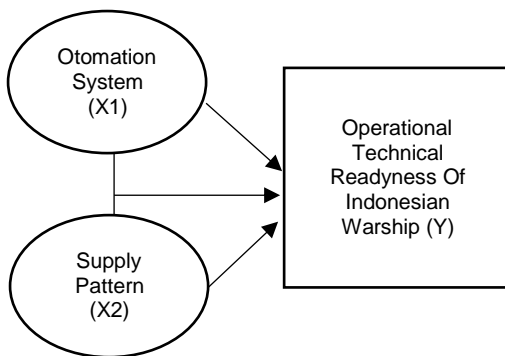 Otomation
System
(X1)
Operational
Technical
Readyness Of
Indonesian
Warship (Y)
Supply
Pattern
(X2)